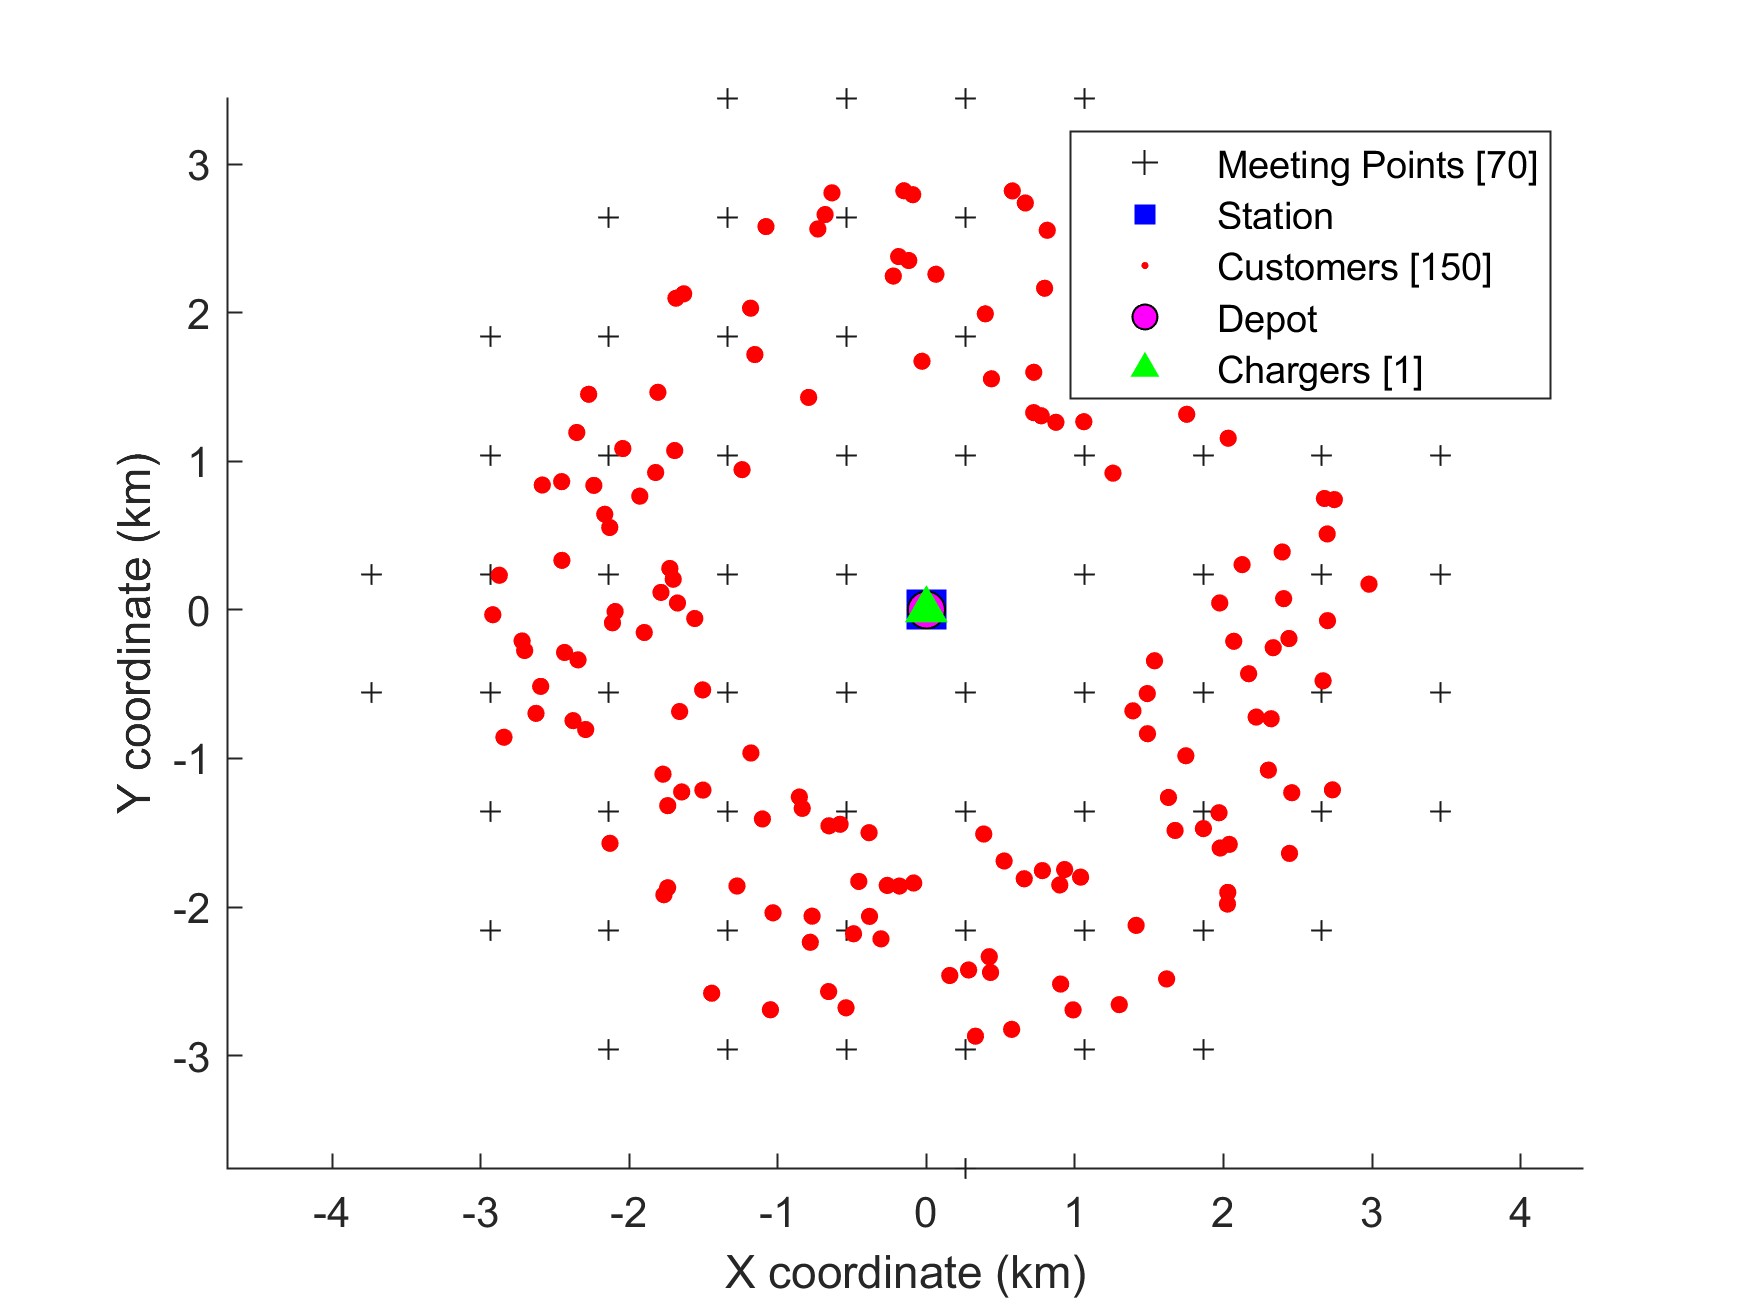 3
2
1
0
-1
-2
-3
Y coordinate (km)
Meeting Points [70]
Station
Customers [150]
Depot
Chargers [1]
-4 -3 -2 -1 0 1 2 3 4
X coordinate (km)